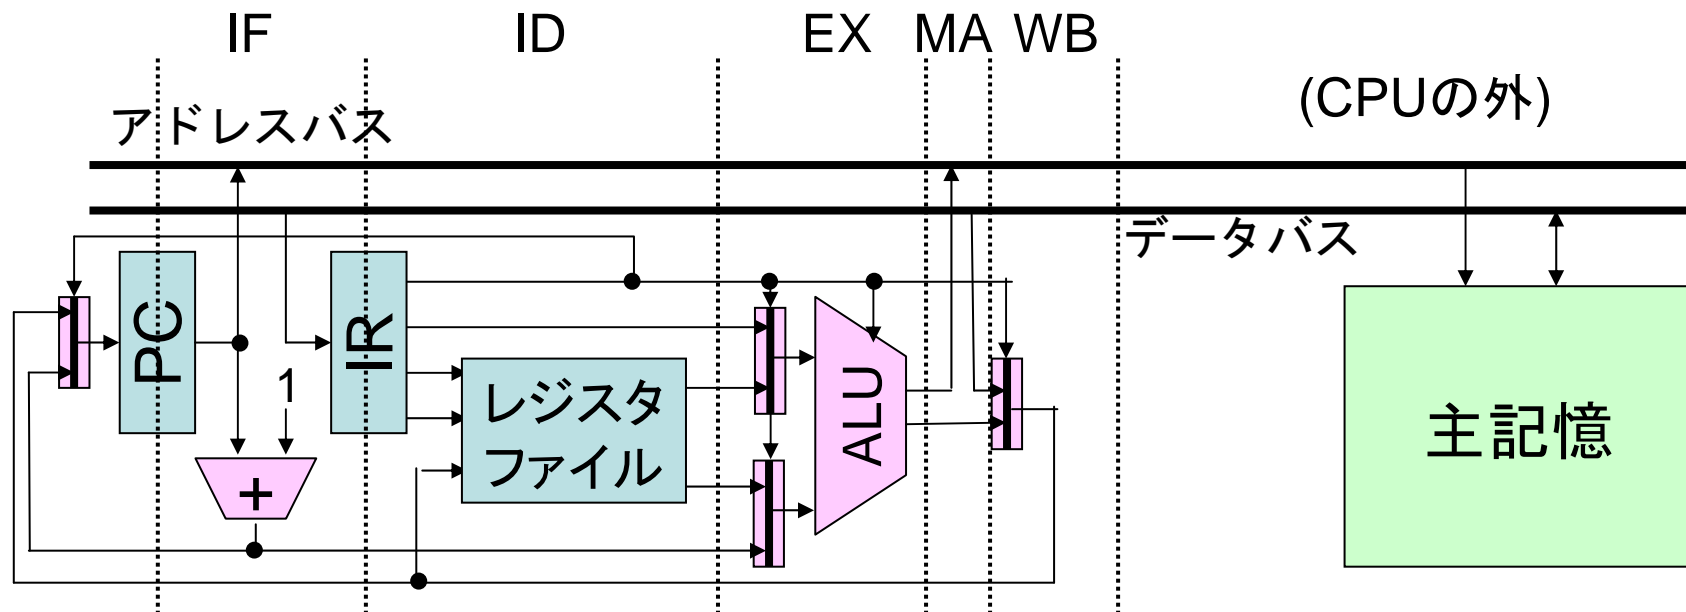 IF
ID
EX
MA
WB
(CPUの外)
アドレスバス
データバス
PC
IR
1
レジスタ
ファイル
ALU
主記憶
+